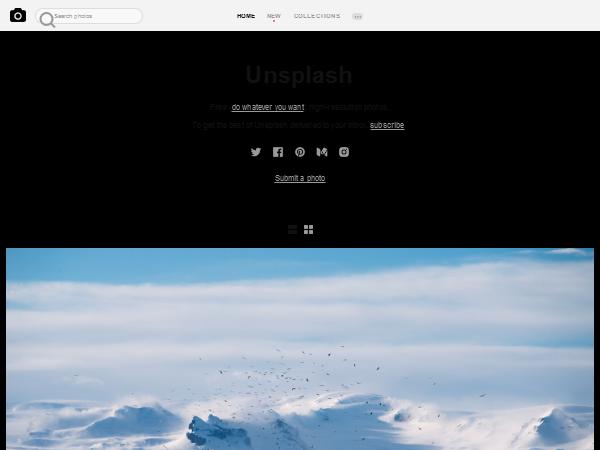 Search photos
HOME NEW COLLECTIONS
Unsplash
Free ( do whatever you want ) high-resolution photos.
To get the best of Unsplash delivered to your inbox, subscribe
Submit a photo